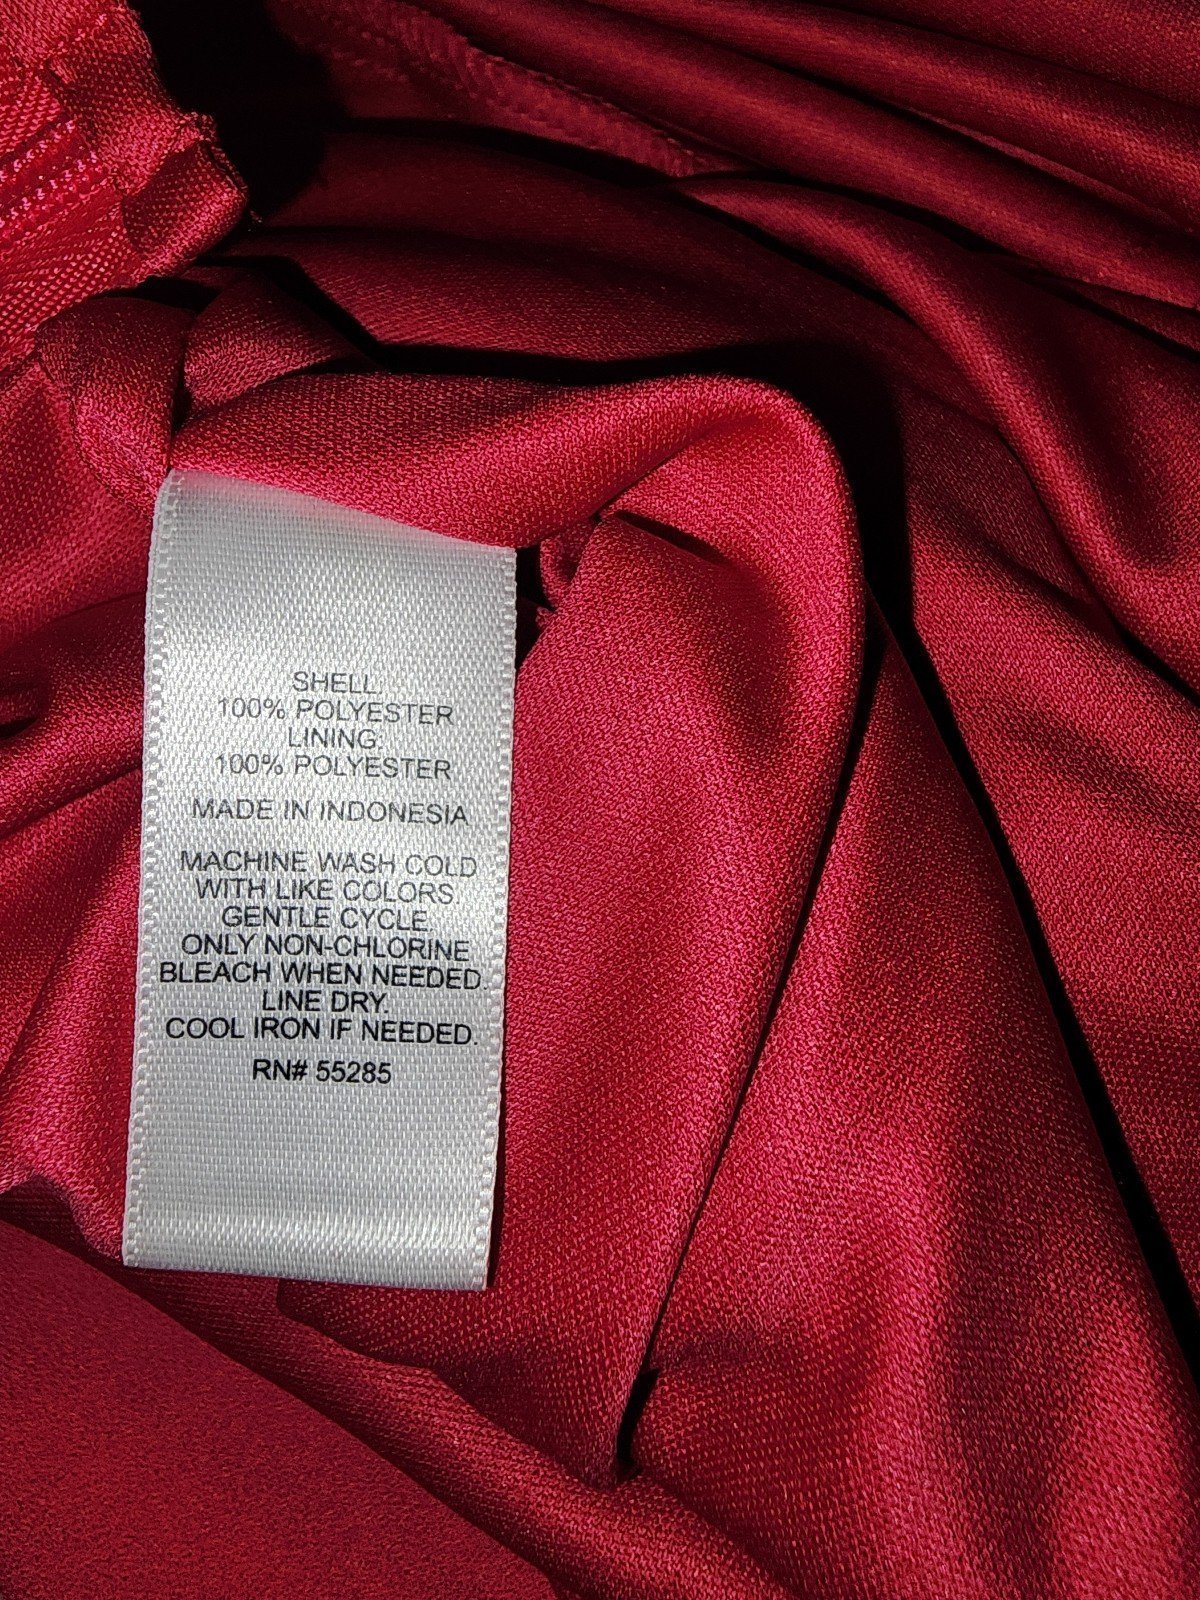 SHELL:
100% POLYESTER
LINING:
100% POLYESTER
MADE IN INDONESIA
MACHINE WASH COLD
WITH LIKE COLORS
GENTLE CYCLE.
ONLY NON-CHLORINE
BLEACH WHEN NEEDED.
LINE DRY.
COOL IRON IF NEEDED.
RN# 55285